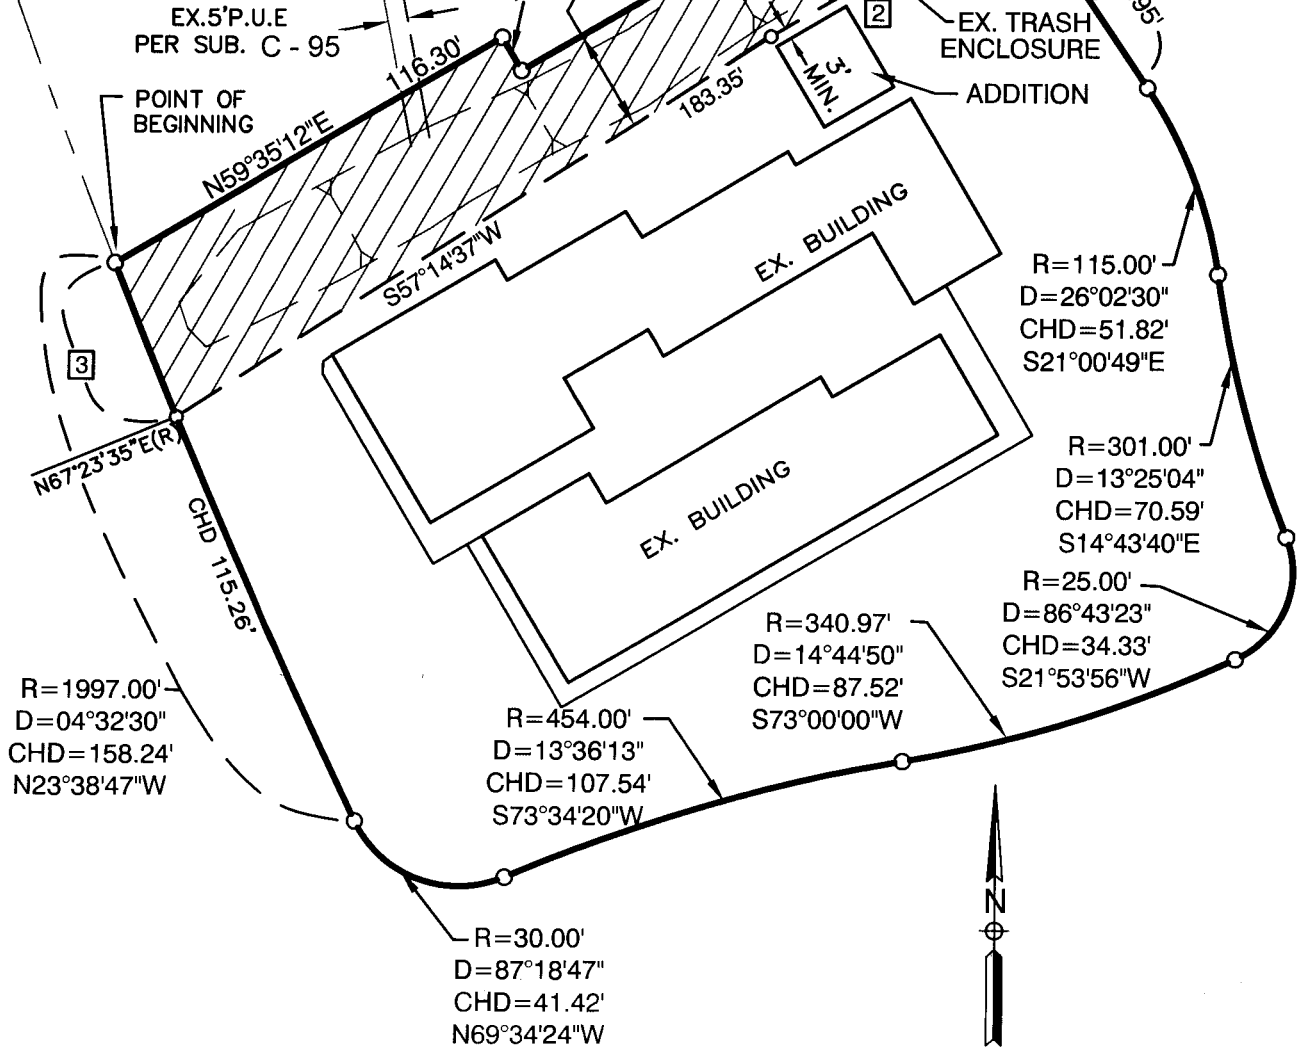 EX.5'P.U.E
PER SUB. C - 95
2
95'
EX. TRASH
ENCLOSURE
116.30'
3'
MIN.
183.35'
ADDITION
POINT OF
BEGINNING
N59°35'12"E
S57°14'37"W
EX. BUILDING
R=115.00'
D=26°02'30"
CHD=51.82'
S21°00'49"E
3
N67°23'35"E(R)
CHD 115.26'
EX. BUILDING
R=301.00'
D=13°25'04"
CHD=70.59'
S14°43'40"E
R=25.00'
D=86°43'23"
CHD=34.33'
S21°53'56"W
R=340.97'
D=14°44'50"
CHD=87.52'
S73°00'00"W
R=1997.00'
D=04°32'30"
CHD=158.24'
N23°38'47"W
R=454.00'
D=13°36'13"
CHD=107.54'
S73°34'20"W
N
R=30.00'
D=87°18'47"
CHD=41.42'
N69°34'24"W